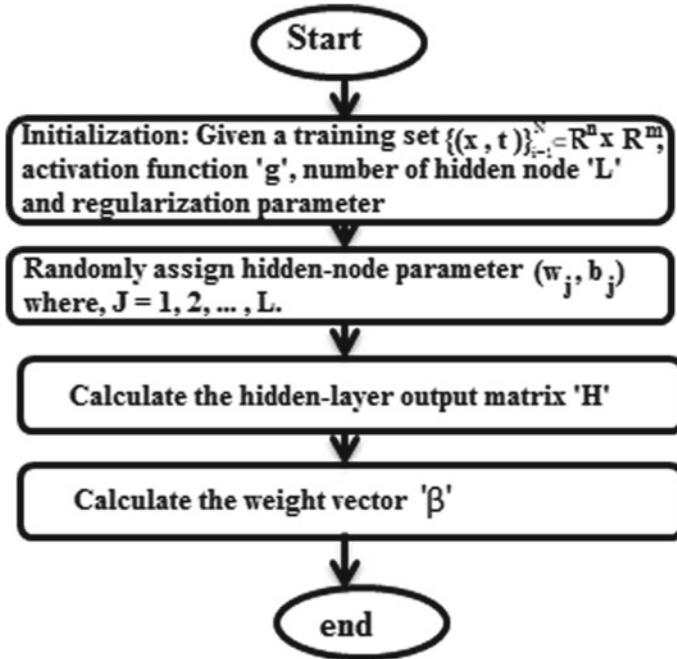 Start
Initialization: Given a training set {(x , t )}ᴺᵢ₌₁ ⊂ Rⁿ x Rᵐ,
activation function 'g', number of hidden node 'L'
and regularization parameter
Randomly assign hidden-node parameter (wⱼ, bⱼ)
where, J = 1, 2, ... , L.
Calculate the hidden-layer output matrix 'H'
Calculate the weight vector 'β'
end